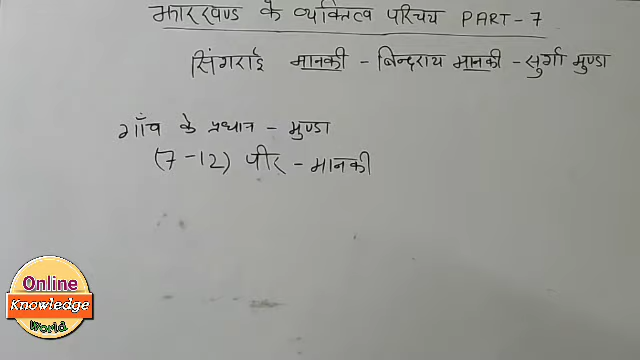 झारखण्ड के व्यक्तित्व परिचय PART-7
सिंगराई मानकी - बिन्दराय मानकी - सुर्गा मुण्डा
गाँव के प्रधान - मुण्डा
(7-12) पीर - मानकी
Online
Knowledge
World